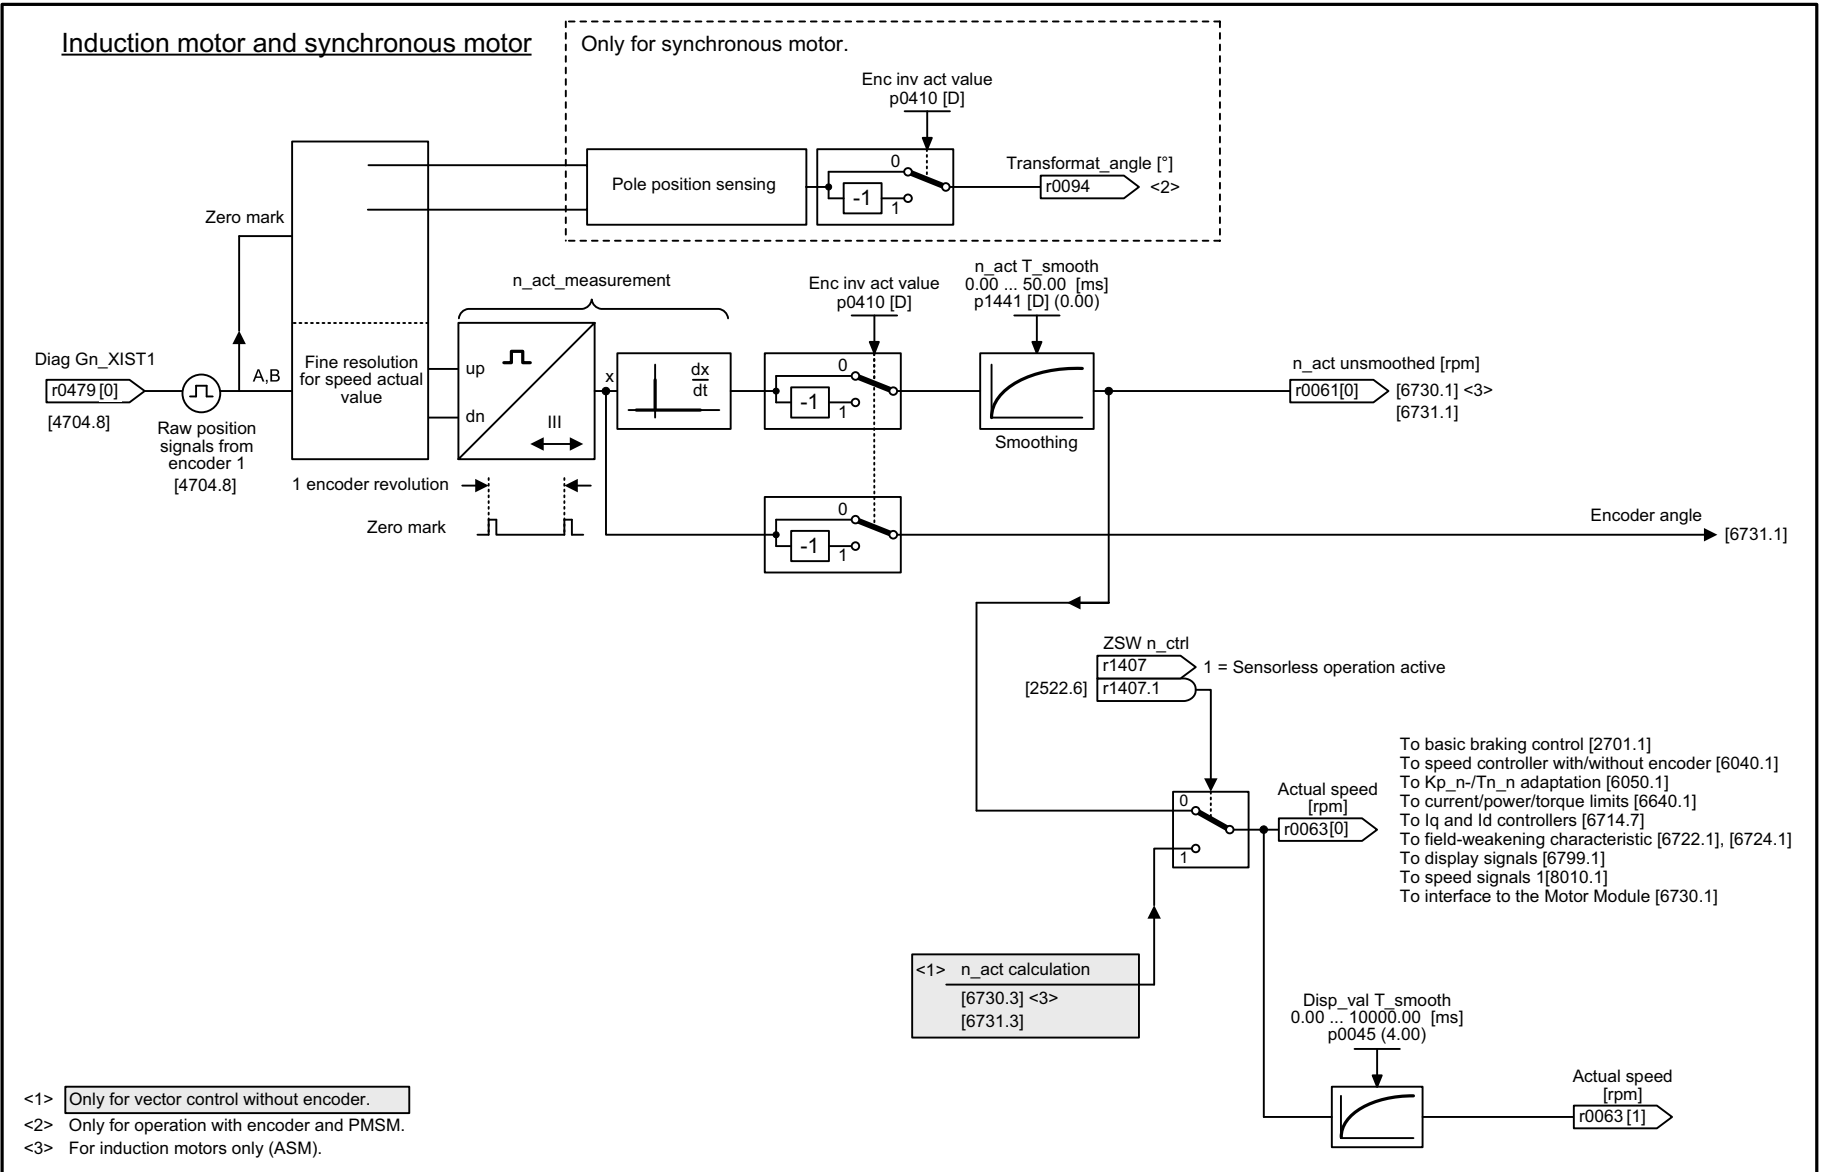 Induction motor and synchronous motor
Only for synchronous motor.
Enc inv act value
p0410 [D]
0
Pole position sensing
-1
1
Transformat_angle [°]
r0094
<2>
Zero mark
n_act_measurement
Enc inv act value
p0410 [D]
n_act T_smooth
0.00 ... 50.00 [ms]
p1441 [D] (0.00)
Diag Gn_XIST1
r0479 [0]
[4704.8]
A,B
Raw position
signals from
encoder 1
[4704.8]
Fine resolution
for speed actual
value
up
dn
III
x
dx
dt
0
-1
1
Smoothing
n_act unsmoothed [rpm]
r0061[0]
[6730.1] <3>
[6731.1]
1 encoder revolution
Zero mark
0
-1
1
Encoder angle
[6731.1]
ZSW n_ctrl
r1407
1 = Sensorless operation active
[2522.6]
r1407.1
0
1
Actual speed
[rpm]
r0063[0]
To basic braking control [2701.1]
To speed controller with/without encoder [6040.1]
To Kp_n-/Tn_n adaptation [6050.1]
To current/power/torque limits [6640.1]
To Iq and Id controllers [6714.7]
To field-weakening characteristic [6722.1], [6724.1]
To display signals [6799.1]
To speed signals 1[8010.1]
To interface to the Motor Module [6730.1]
<1> n_act calculation
[6730.3] <3>
[6731.3]
Disp_val T_smooth
0.00 ... 10000.00 [ms]
p0045 (4.00)
Actual speed
[rpm]
r0063 [1]
<1> Only for vector control without encoder.
<2> Only for operation with encoder and PMSM.
<3> For induction motors only (ASM).